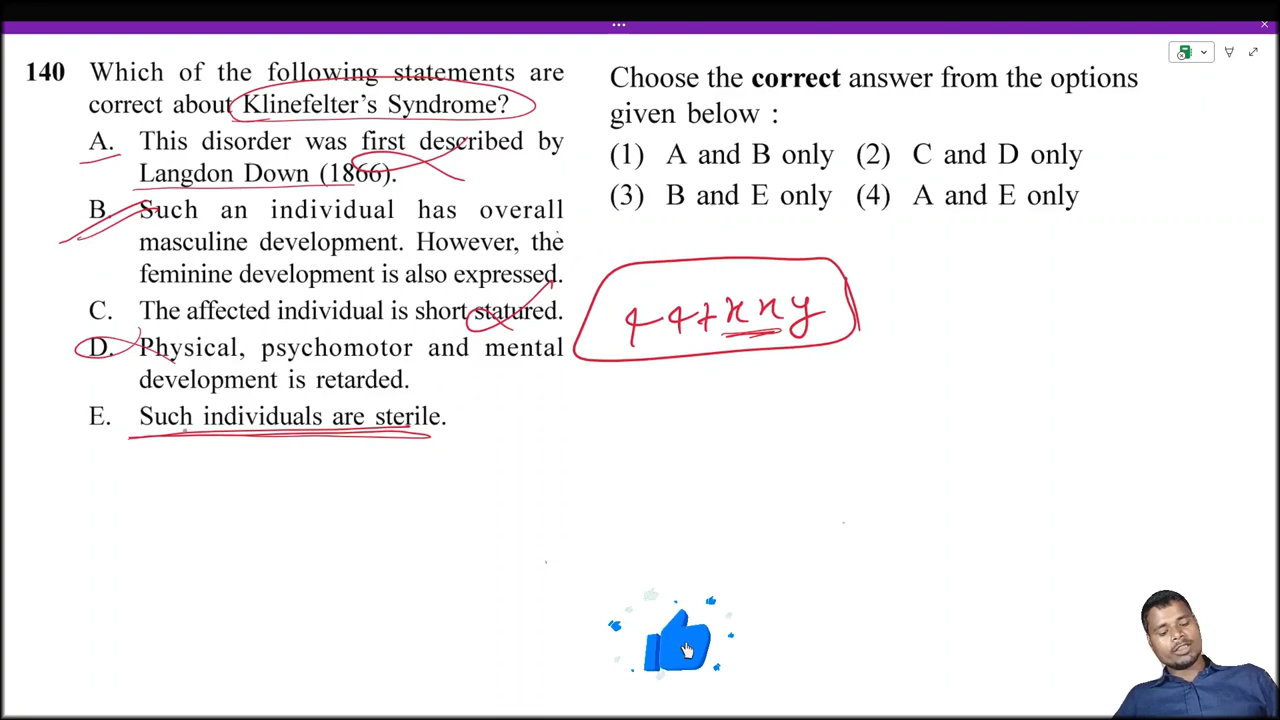 140 Which of the following statements are
correct about Klinefelter's Syndrome?
A. This disorder was first described by
Langdon Down (1866).
B. Such an individual has overall
masculine development. However, the
feminine development is also expressed.
C. The affected individual is short statured.
D. Physical, psychomotor and mental
development is retarded.
E. Such individuals are sterile.
Choose the correct answer from the options
given below :
(1) A and B only (2) C and D only
(3) B and E only (4) A and E only
44+xxy